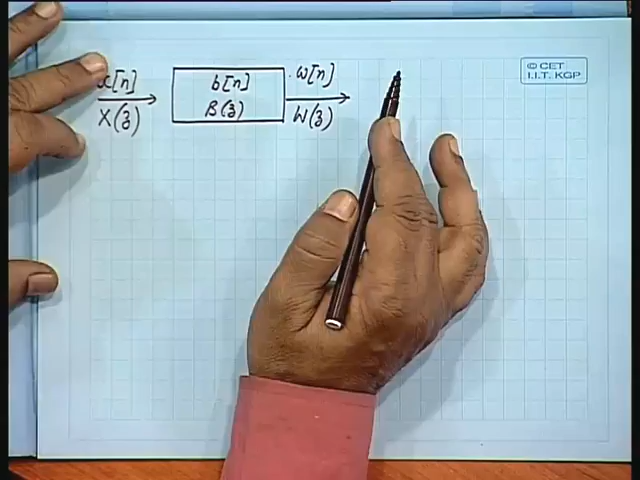 x[n] b[n] w[n]
X(z) B(z) W(z)
© CET
I.I.T. KGP